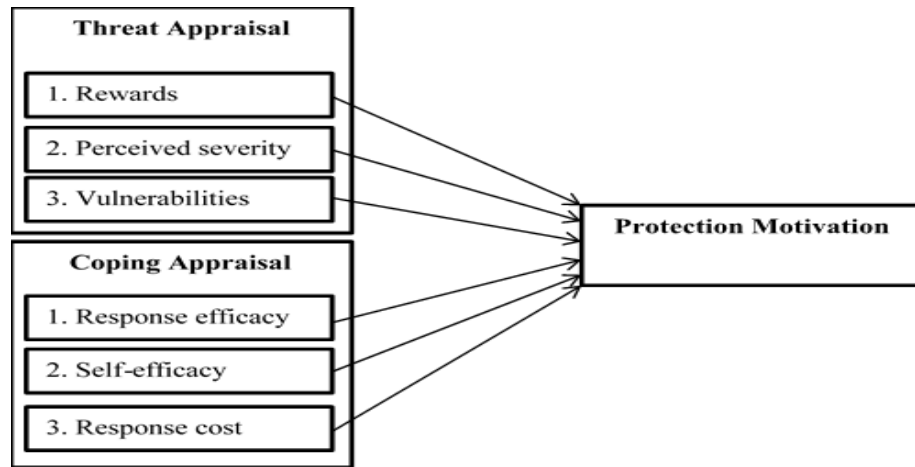 Threat Appraisal
1. Rewards
2. Perceived severity
3. Vulnerabilities
Coping Appraisal
1. Response efficacy
2. Self-efficacy
3. Response cost
Protection Motivation